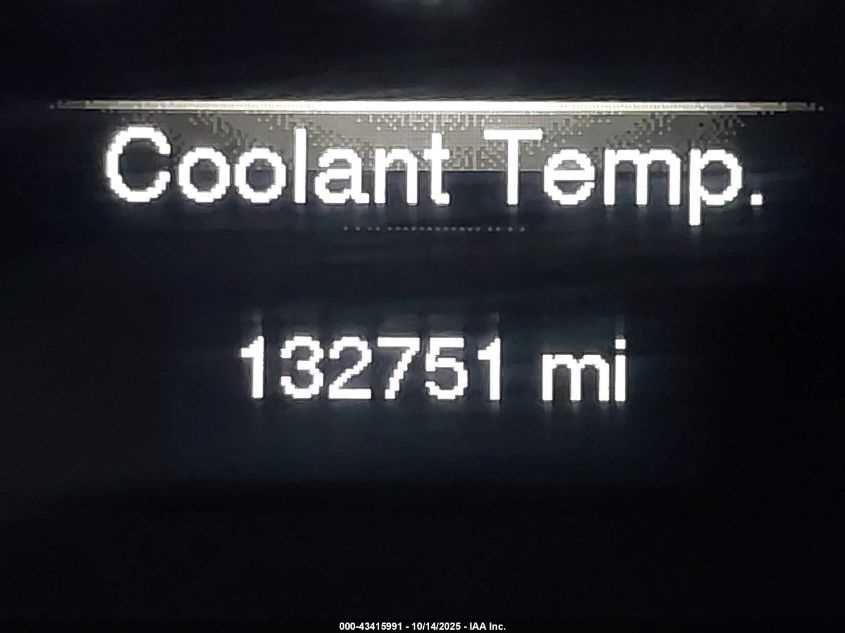 Coolant Temp.
132751 mi
000-43415991 - 10/14/2025 - IAA Inc.